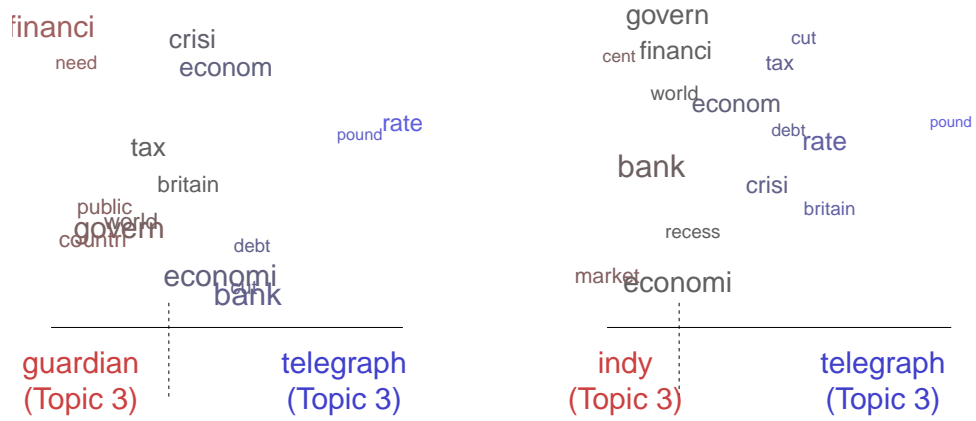 financi
crisi
need
econom
rate
pound
tax
britain
public
world
govern
countri
debt
economi
cut
bank
guardian
(Topic 3)
telegraph
(Topic 3)
govern
cut
cent
financi
tax
world
econom
pound
debt
rate
bank
crisi
britain
recess
market
economi
indy
(Topic 3)
telegraph
(Topic 3)